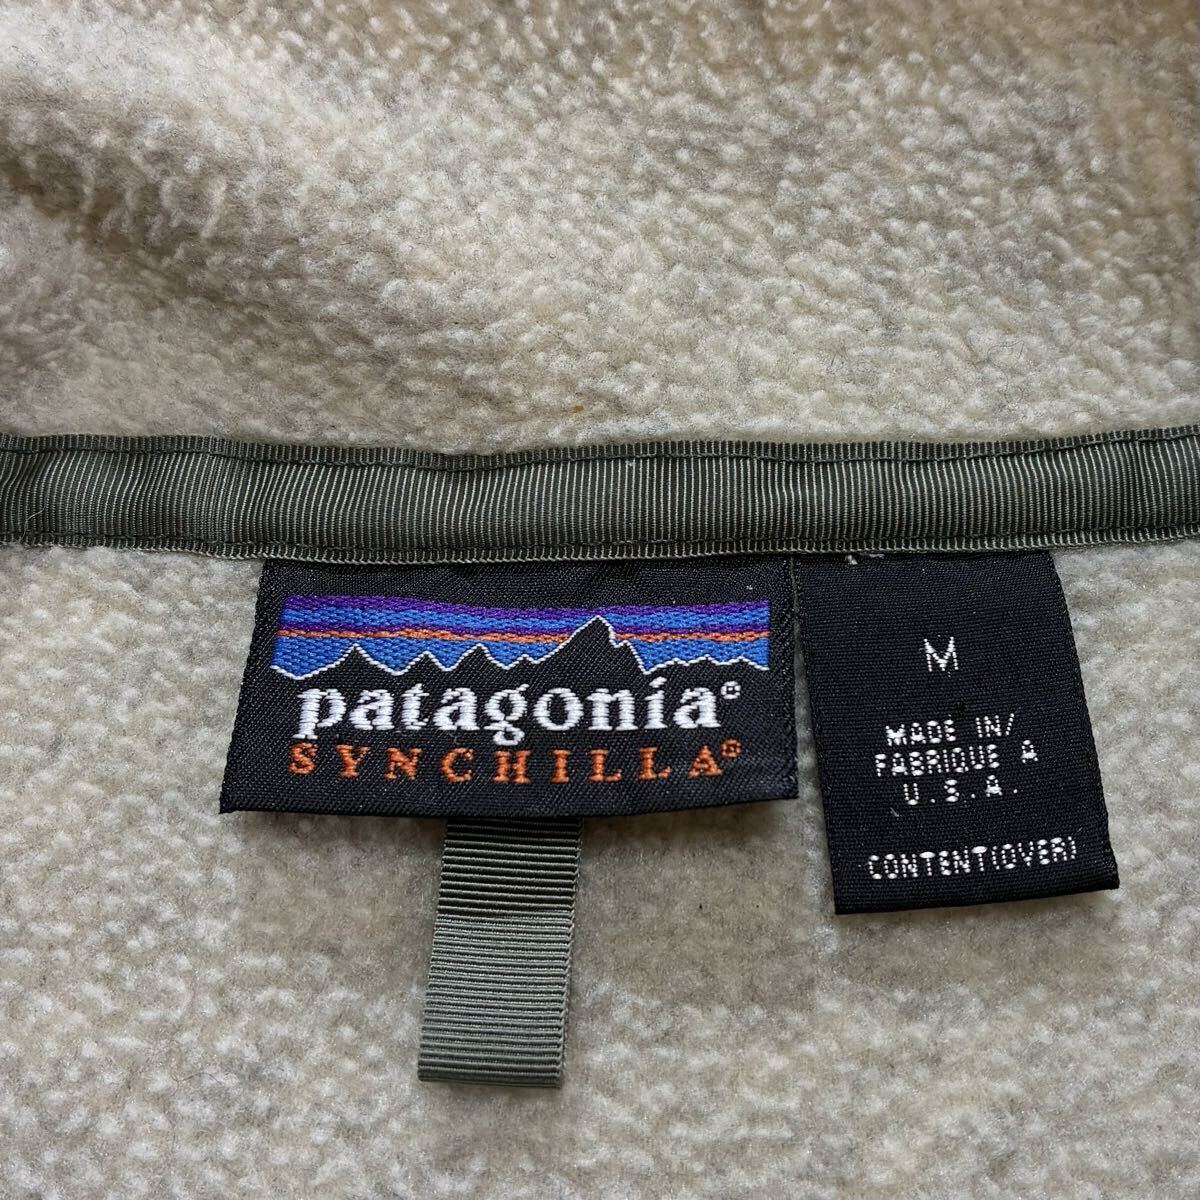 patagonia®
SYNCHILLA®
M
MADE IN/
FABRIQUE A
U.S.A.
CONTENT(OVER)